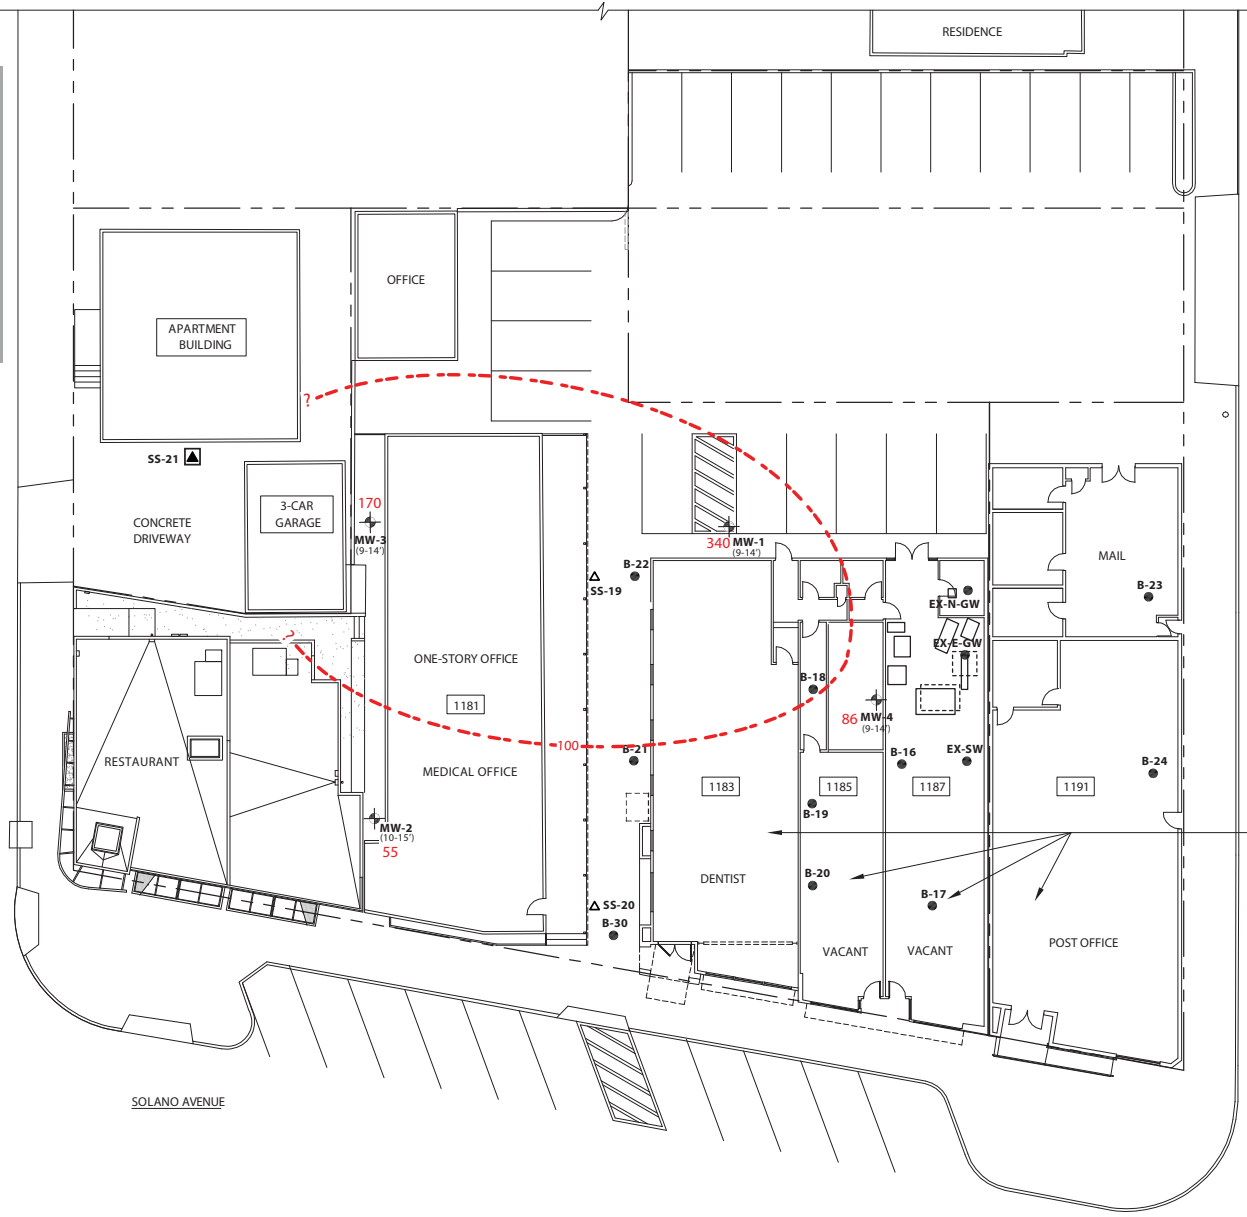 RESIDENCE
OFFICE
APARTMENT
BUILDING
?
SS-21
3-CAR
GARAGE
CONCRETE
DRIVEWAY
170
MW-3
(9-14')
340 MW-1
(9-14')
MAIL
B-22
SS-19
B-23
EX-N-GW
?
EX-E-GW
ONE-STORY OFFICE
B-18
1181
86 MW-4
(9-14')
100
B-21
B-16
EX-SW
RESTAURANT
MEDICAL OFFICE
B-24
1183
1185
1187
1191
B-19
MW-2
(10-15')
55
DENTIST
B-20
B-17
SS-20
B-30
VACANT
VACANT
POST OFFICE
SOLANO AVENUE